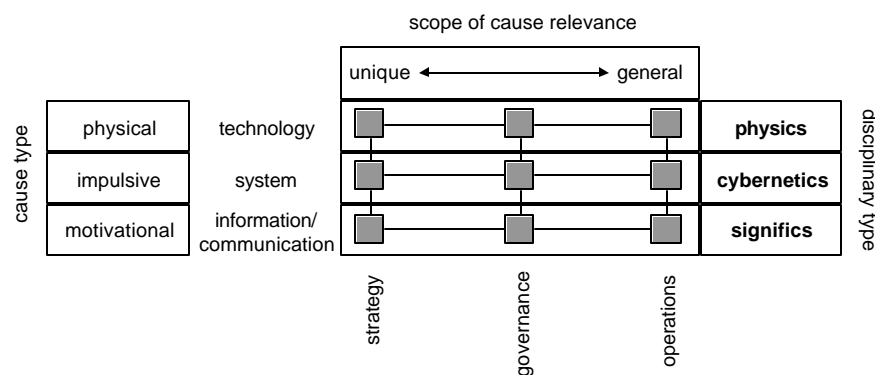 scope of cause relevance
unique general
physical technology physics
impulsive system cybernetics
motivational information/
communication significs
cause type
disciplinary type
strategy
governance
operations